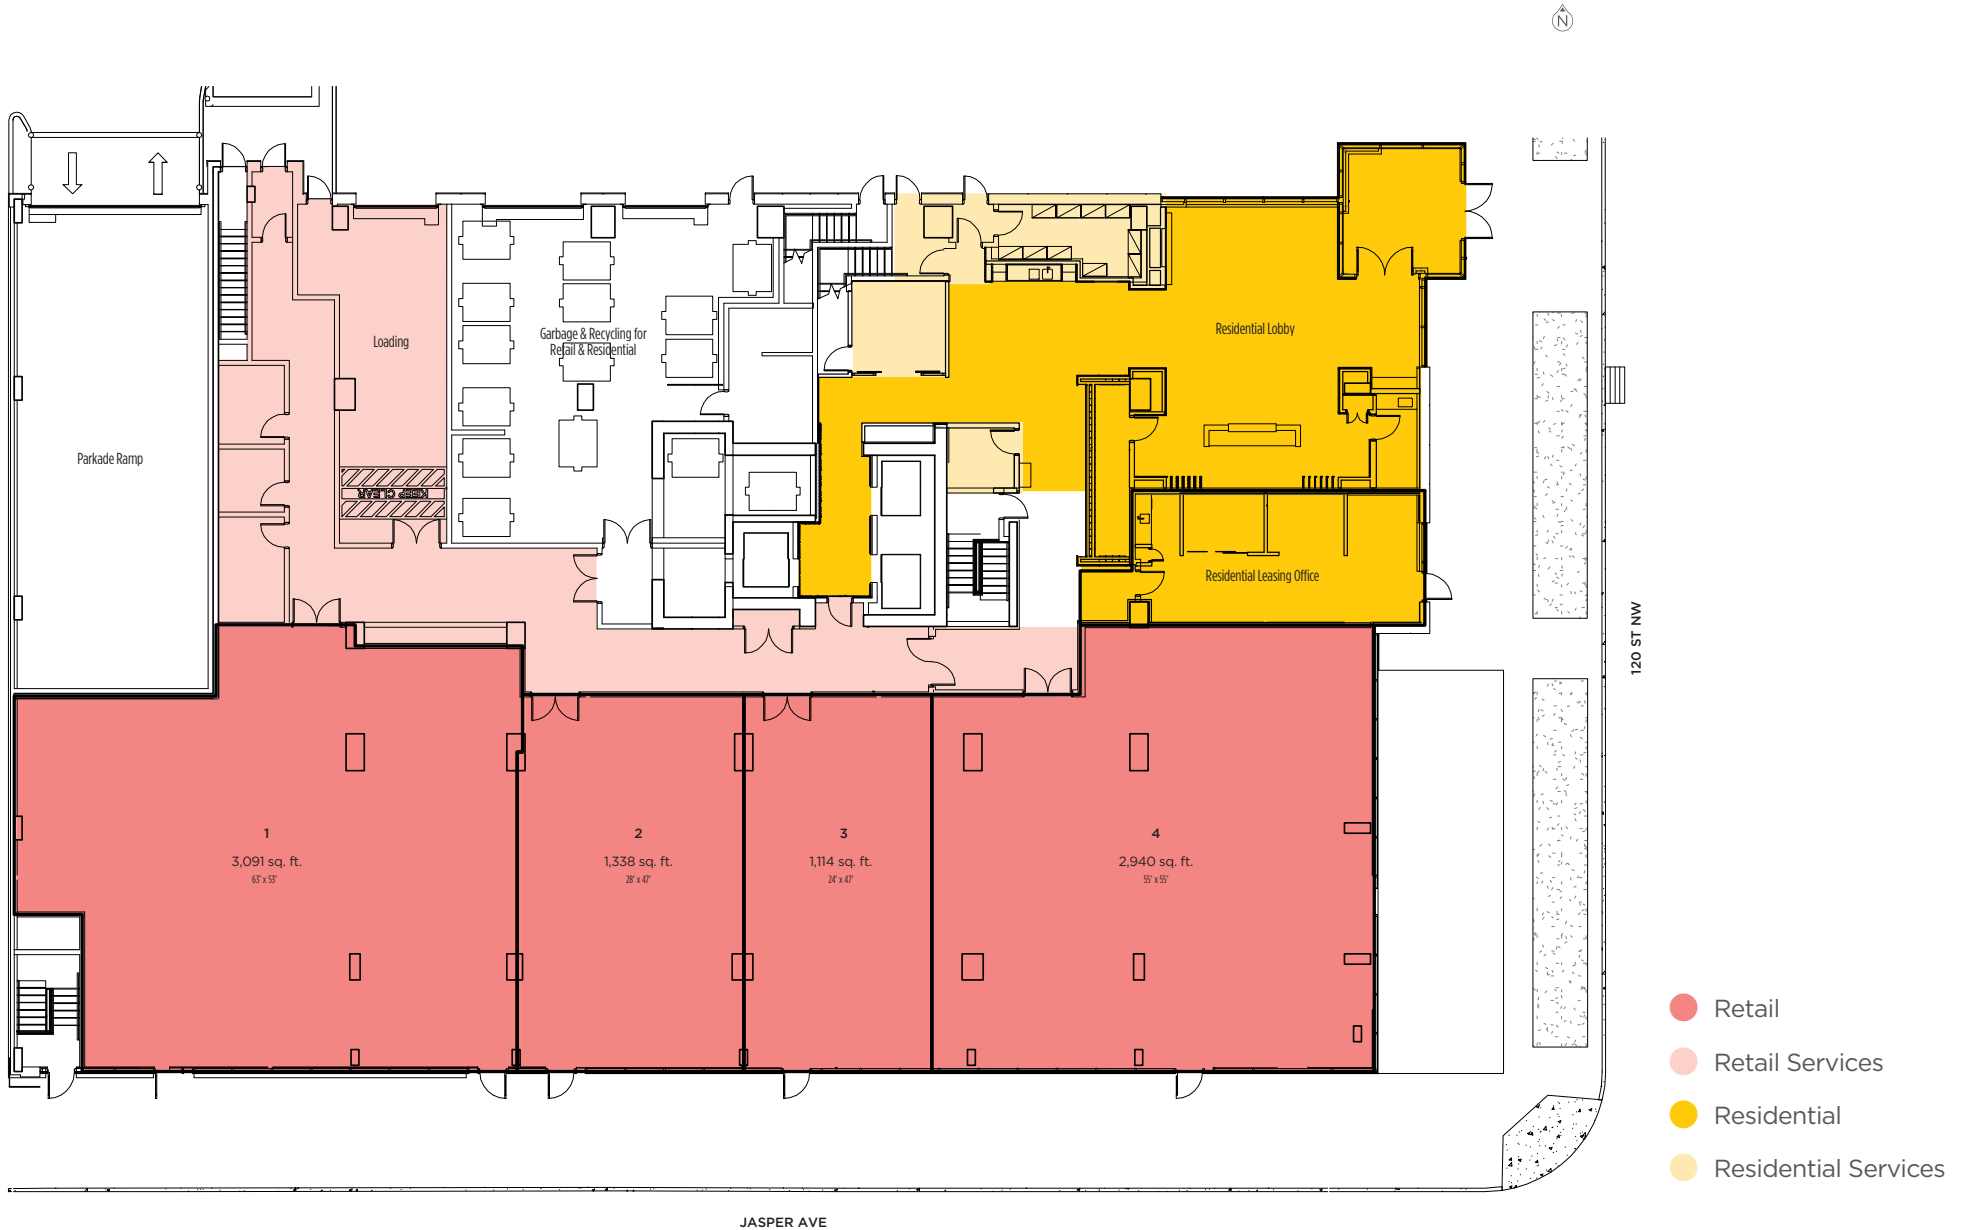 N
Residential Lobby
Garbage & Recycling for
Retail & Residential
Loading
Parkade Ramp
KEEP CLEAR
Residential Leasing Office
120 ST NW
1
3,091 sq. ft.
63' x 53'
2
1,338 sq. ft.
28' x 47'
3
1,114 sq. ft.
24' x 47'
4
2,940 sq. ft.
55' x 55'
Retail
Retail Services
Residential
Residential Services
JASPER AVE